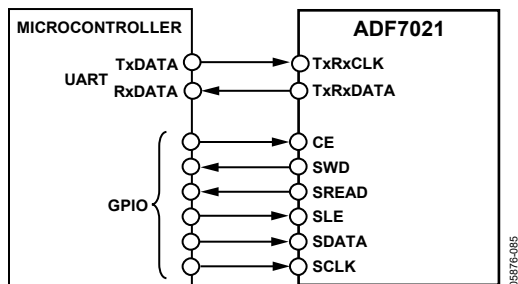 MICROCONTROLLER
ADF7021
TxDATA
TxRxCLK
UART
RxDATA
TxRxDATA
CE
SWD
SREAD
GPIO
SLE
SDATA
SCLK
05876-085